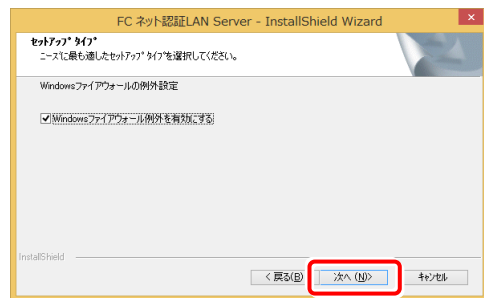 FC ネット認証LAN Server - InstallShield Wizard
セットアップ タイプ
ニーズに最も適したセットアップ タイプを選択してください。
Windowsファイアウォールの例外設定
Windowsファイアウォール例外を有効にする
InstallShield
< 戻る(B)
次へ (N)>
キャンセル